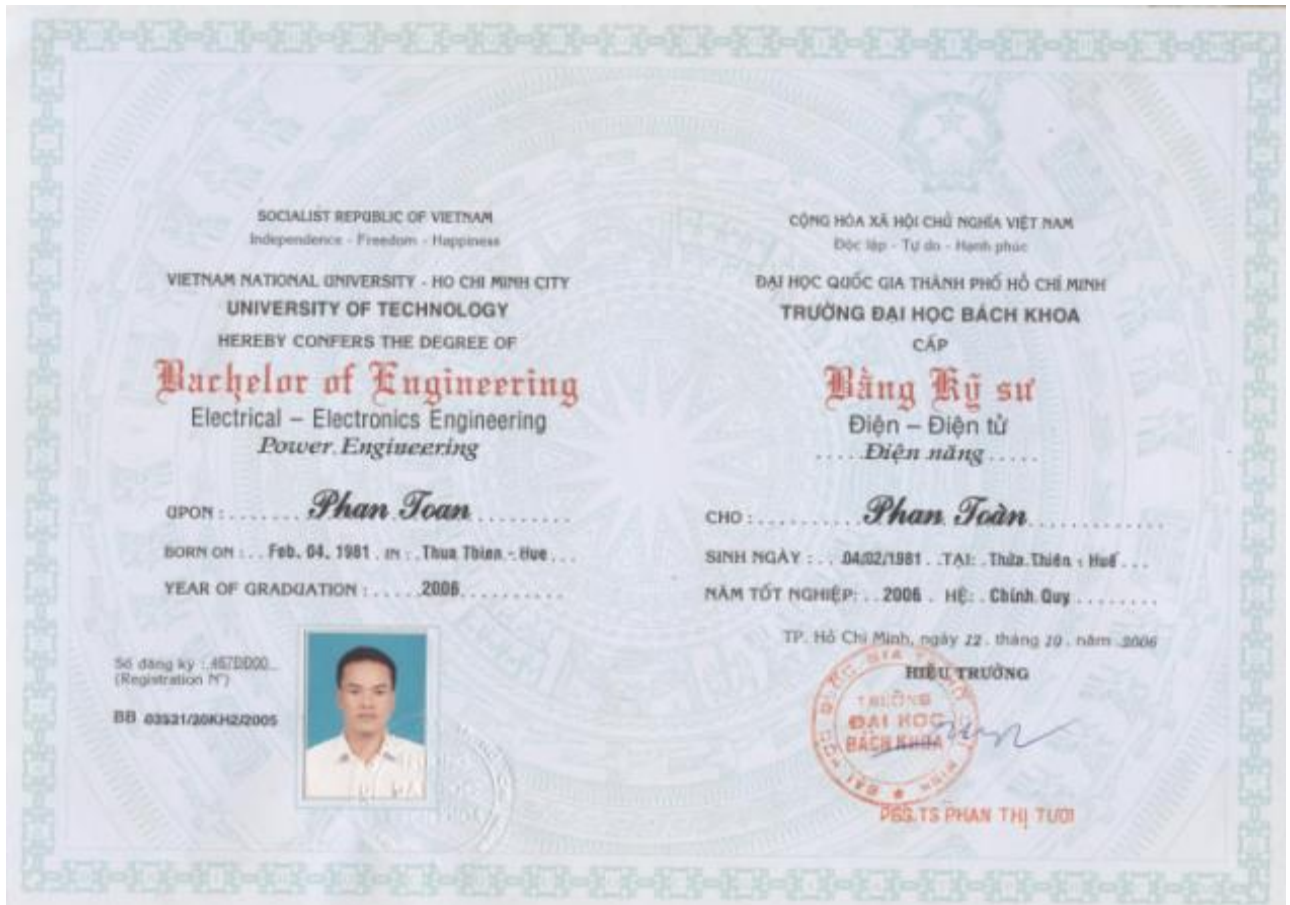 SOCIALIST REPUBLIC OF VIETNAM
Independence - Freedom - Happiness
VIETNAM NATIONAL UNIVERSITY - HO CHI MINH CITY
UNIVERSITY OF TECHNOLOGY
HEREBY CONFERS THE DEGREE OF
Bachelor of Engineering
Electrical – Electronics Engineering
Power Engineering
UPON : Phan Toan
BORN ON : Feb. 04, 1981 IN : Thua Thien - Hue
YEAR OF GRADUATION : 2006
Số đăng ký :
(Registration N°)
BB 03521/20KH2/2005
CỘNG HÒA XÃ HỘI CHỦ NGHĨA VIỆT NAM
Độc lập - Tự do - Hạnh phúc
ĐẠI HỌC QUỐC GIA THÀNH PHỐ HỒ CHÍ MINH
TRƯỜNG ĐẠI HỌC BÁCH KHOA
CẤP
Bằng Kỹ sư
Điện – Điện tử
Điện năng
CHO : Phan Toàn
SINH NGÀY : 04/02/1981 TẠI: Thừa Thiên - Huế
NĂM TỐT NGHIỆP: 2006 HỆ: Chính Quy
TP. Hồ Chí Minh, ngày 12 tháng 10 năm 2006
HIỆU TRƯỞNG
TRƯỜNG
ĐẠI HỌC
BÁCH KHOA
PGS.TS PHAN THỊ TƯƠI